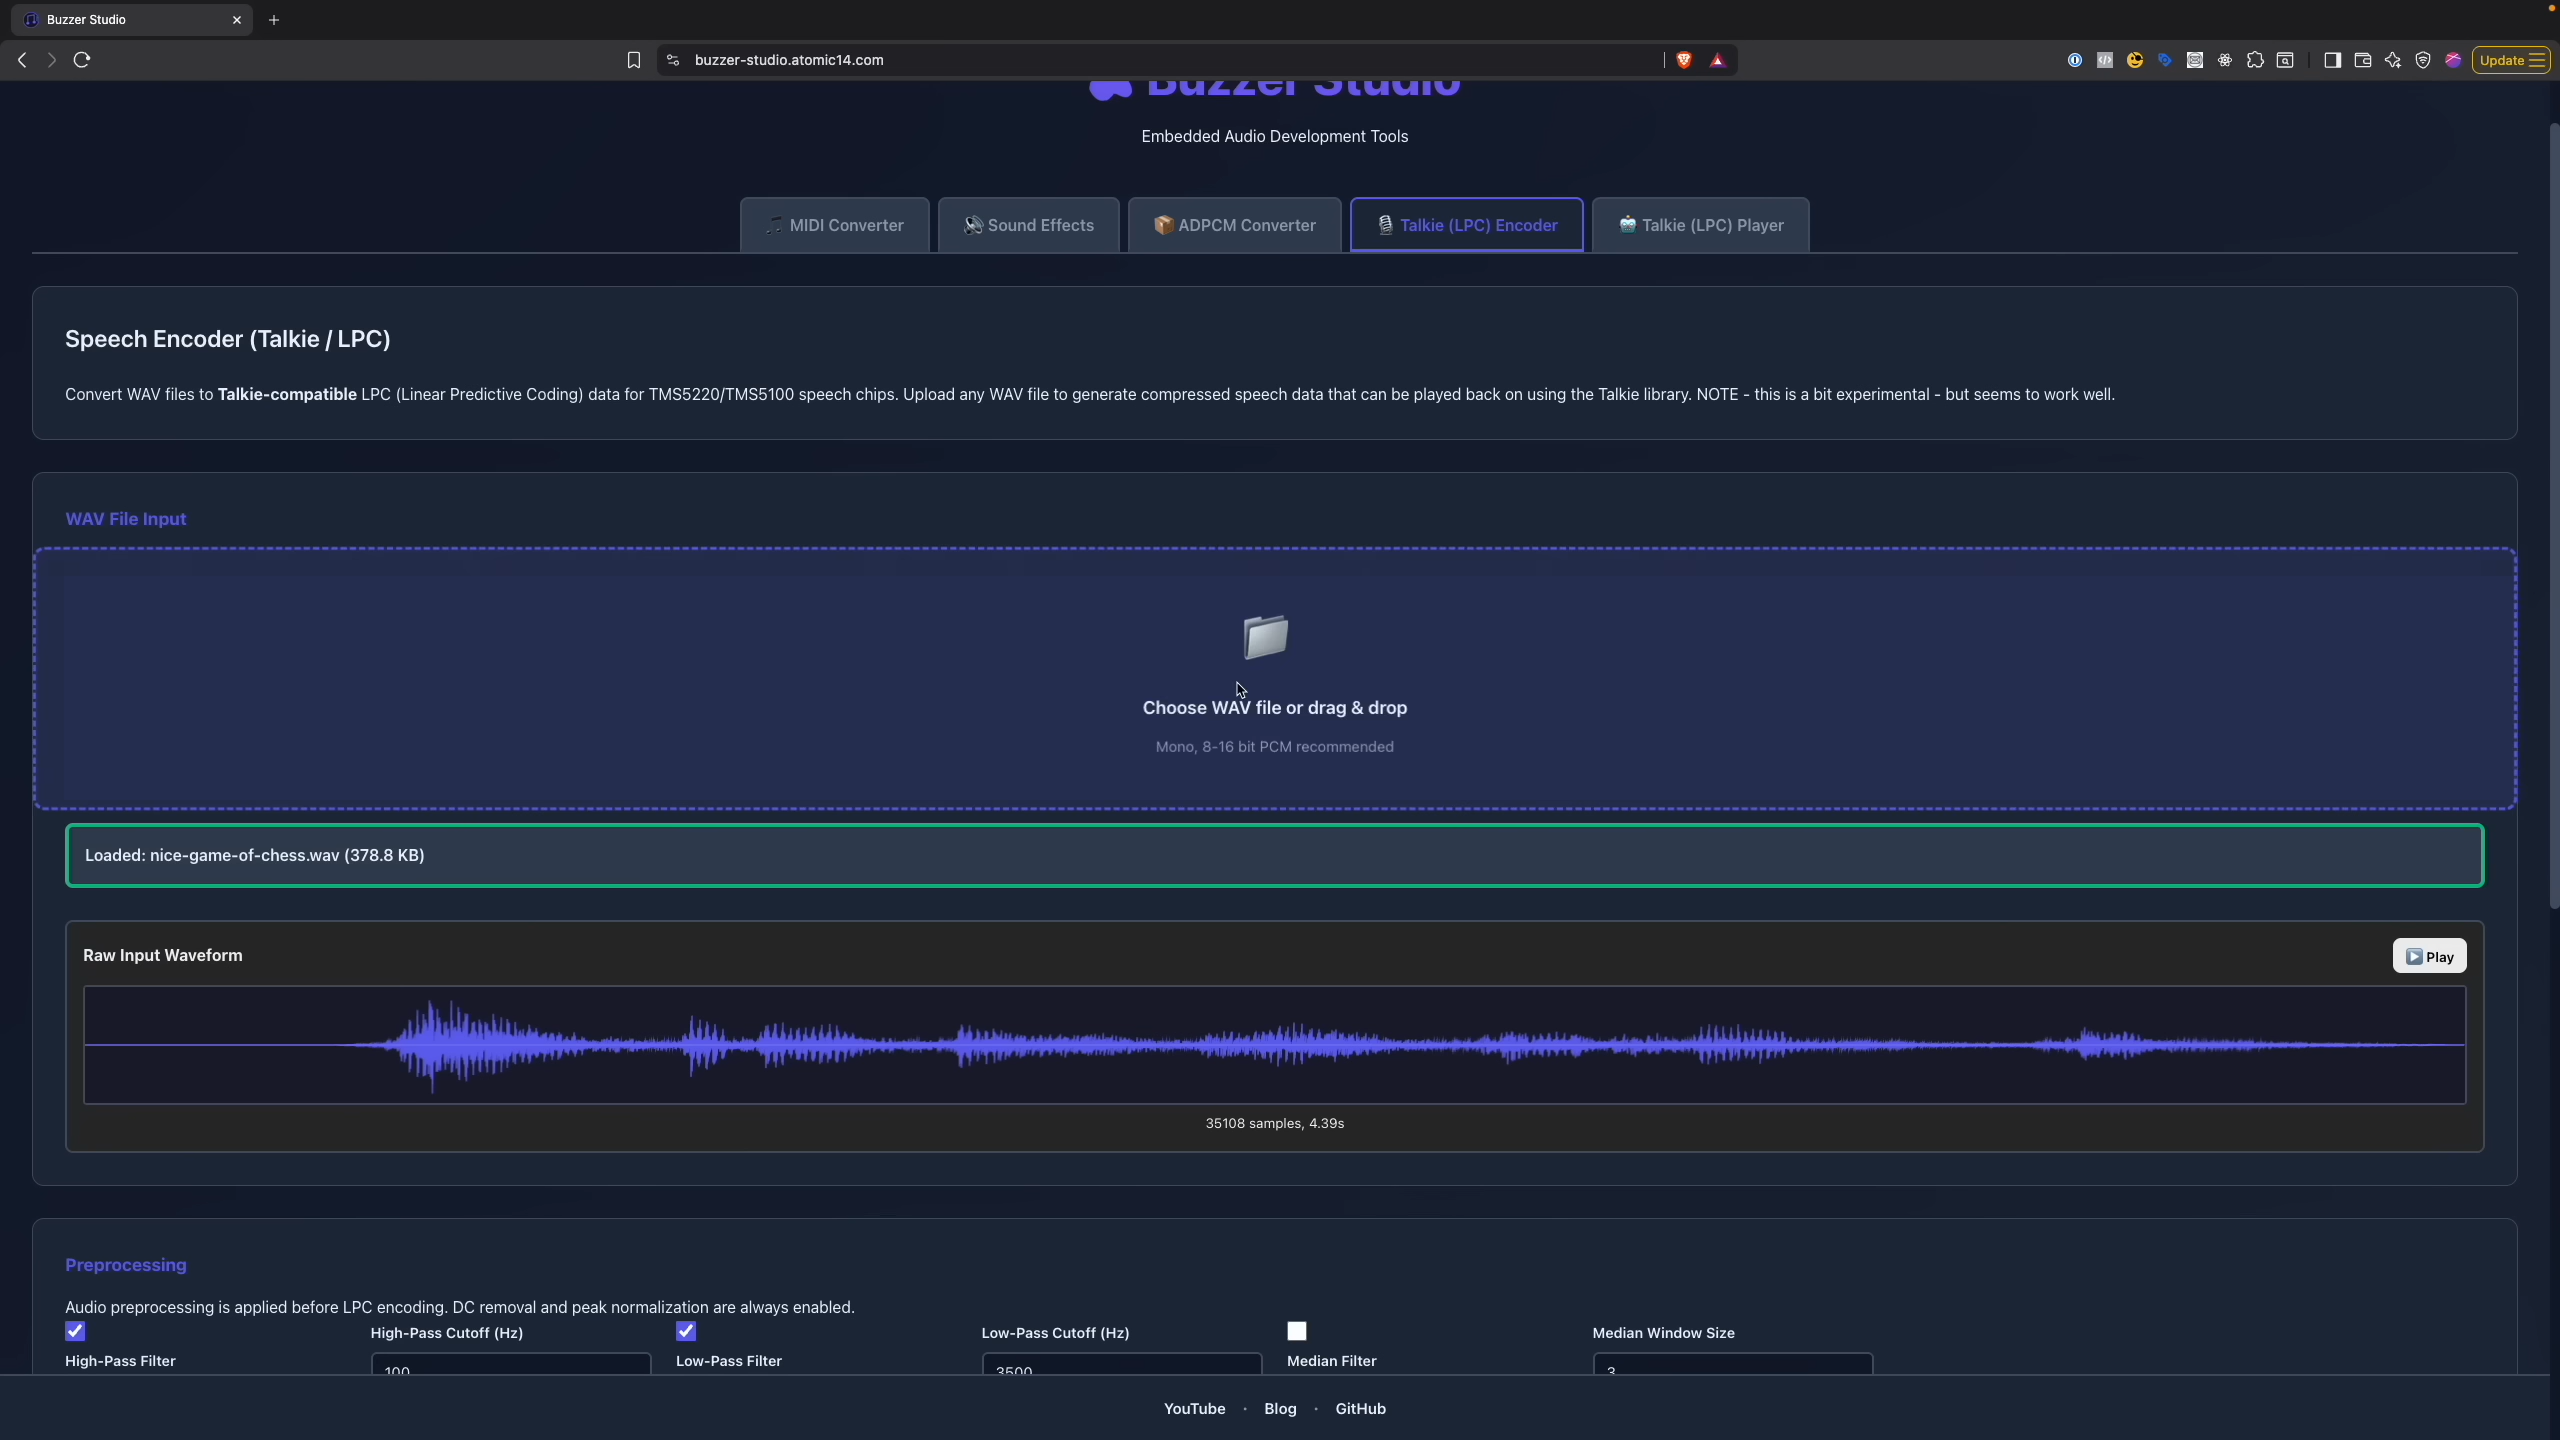 Buzzer Studio
buzzer-studio.atomic14.com
Update
Buzzer Studio
Embedded Audio Development Tools
MIDI Converter
Sound Effects
ADPCM Converter
Talkie (LPC) Encoder
Talkie (LPC) Player
Speech Encoder (Talkie / LPC)
Convert WAV files to Talkie-compatible LPC (Linear Predictive Coding) data for TMS5220/TMS5100 speech chips. Upload any WAV file to generate compressed speech data that can be played back on using the Talkie library. NOTE - this is a bit experimental - but seems to work well.
WAV File Input
Choose WAV file or drag & drop
Mono, 8-16 bit PCM recommended
Loaded: nice-game-of-chess.wav (378.8 KB)
Raw Input Waveform
Play
35108 samples, 4.39s
Preprocessing
Audio preprocessing is applied before LPC encoding. DC removal and peak normalization are always enabled.
High-Pass Filter
High-Pass Cutoff (Hz)
100
Low-Pass Filter
Low-Pass Cutoff (Hz)
3500
Median Filter
Median Window Size
3
YouTube · Blog · GitHub